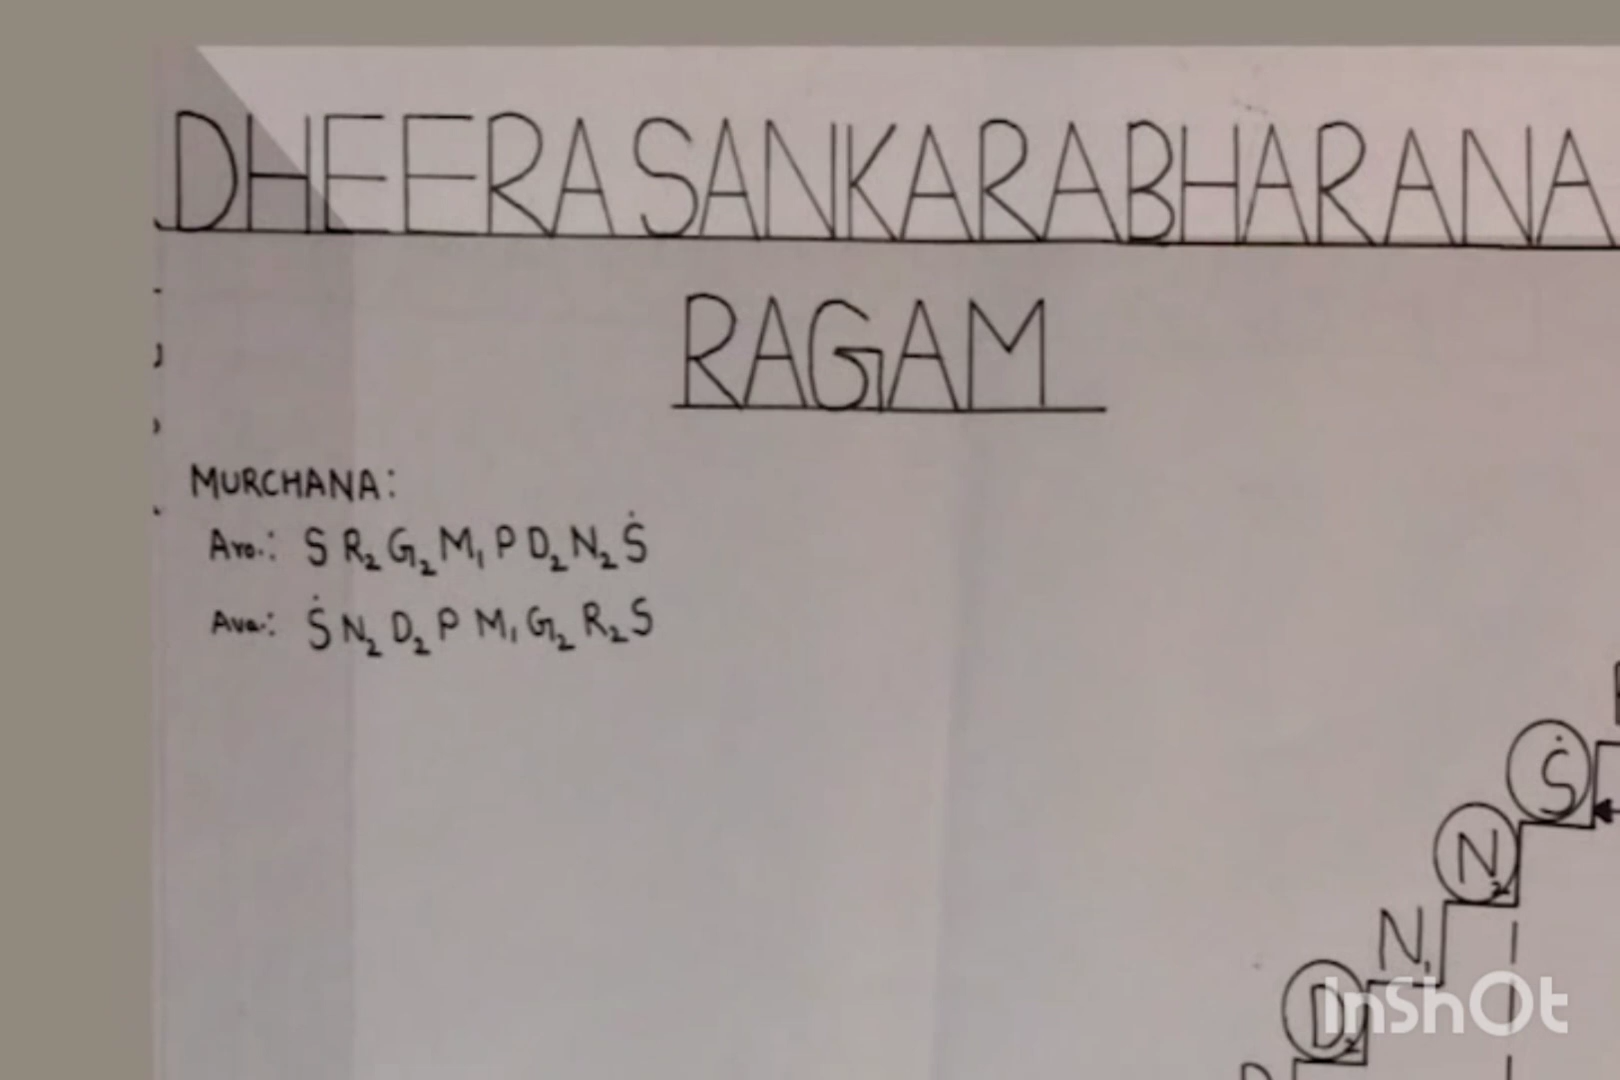 DHEERASANKARABHARANA
RAGAM
MURCHANA:
Aro.: S R₂ G₂ M₁ P D₂ N₂ Ṡ
Ava.: Ṡ N₂ D₂ P M₁ G₂ R₂ S
Ṡ
N₂
N₁
D₂
InShOt